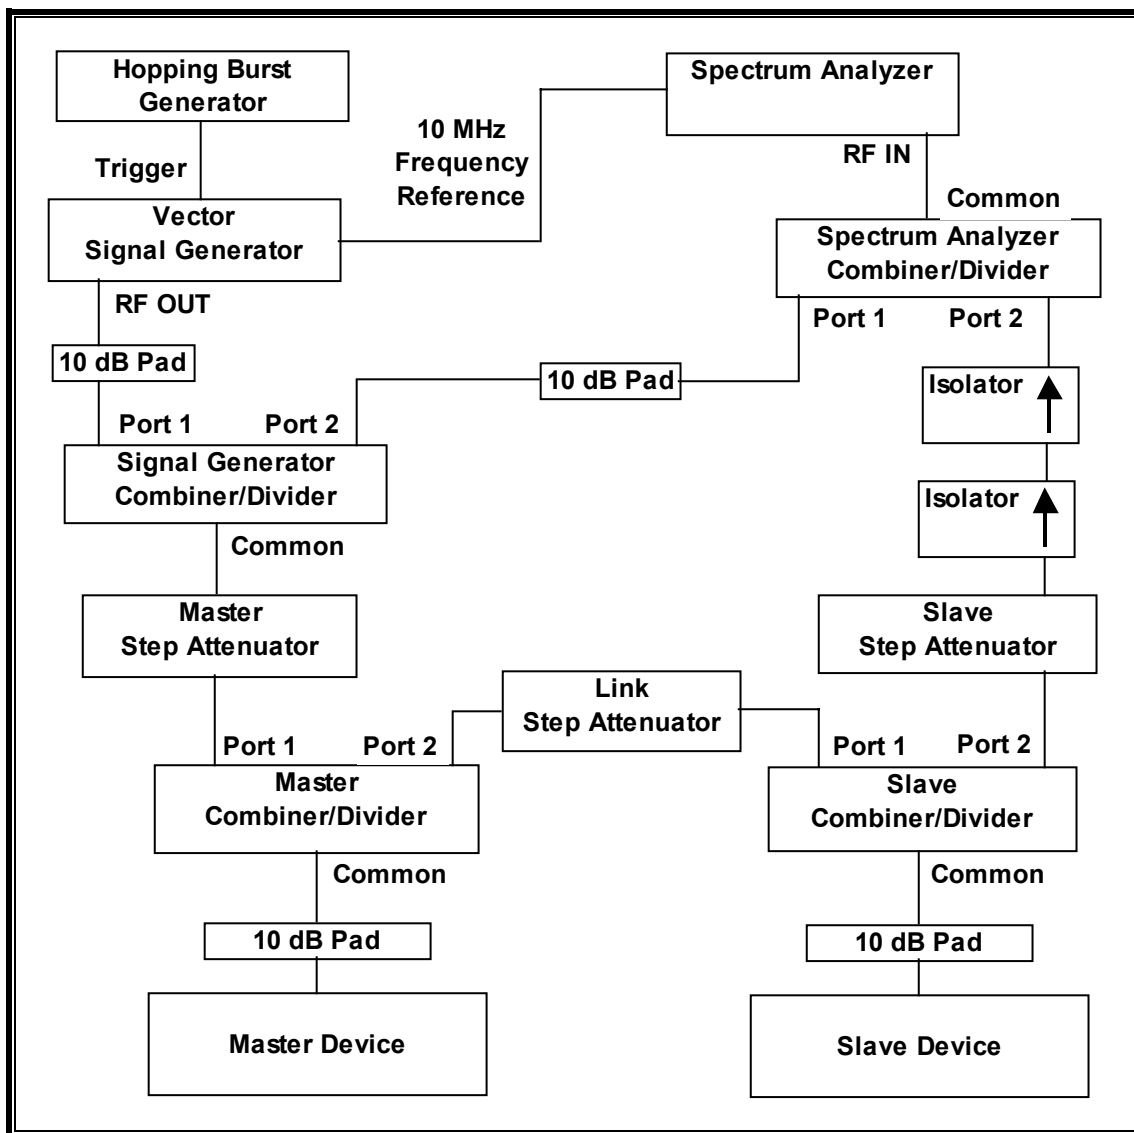 Hopping Burst
Generator
Spectrum Analyzer
10 MHz
Frequency
Reference
RF IN
Trigger
Common
Vector
Signal Generator
Spectrum Analyzer
Combiner/Divider
RF OUT
Port 1
Port 2
10 dB Pad
10 dB Pad
Isolator
Port 1
Port 2
Signal Generator
Combiner/Divider
Isolator
Common
Master
Step Attenuator
Slave
Step Attenuator
Link
Step Attenuator
Port 1
Port 2
Port 1
Port 2
Master
Combiner/Divider
Slave
Combiner/Divider
Common
Common
10 dB Pad
10 dB Pad
Master Device
Slave Device